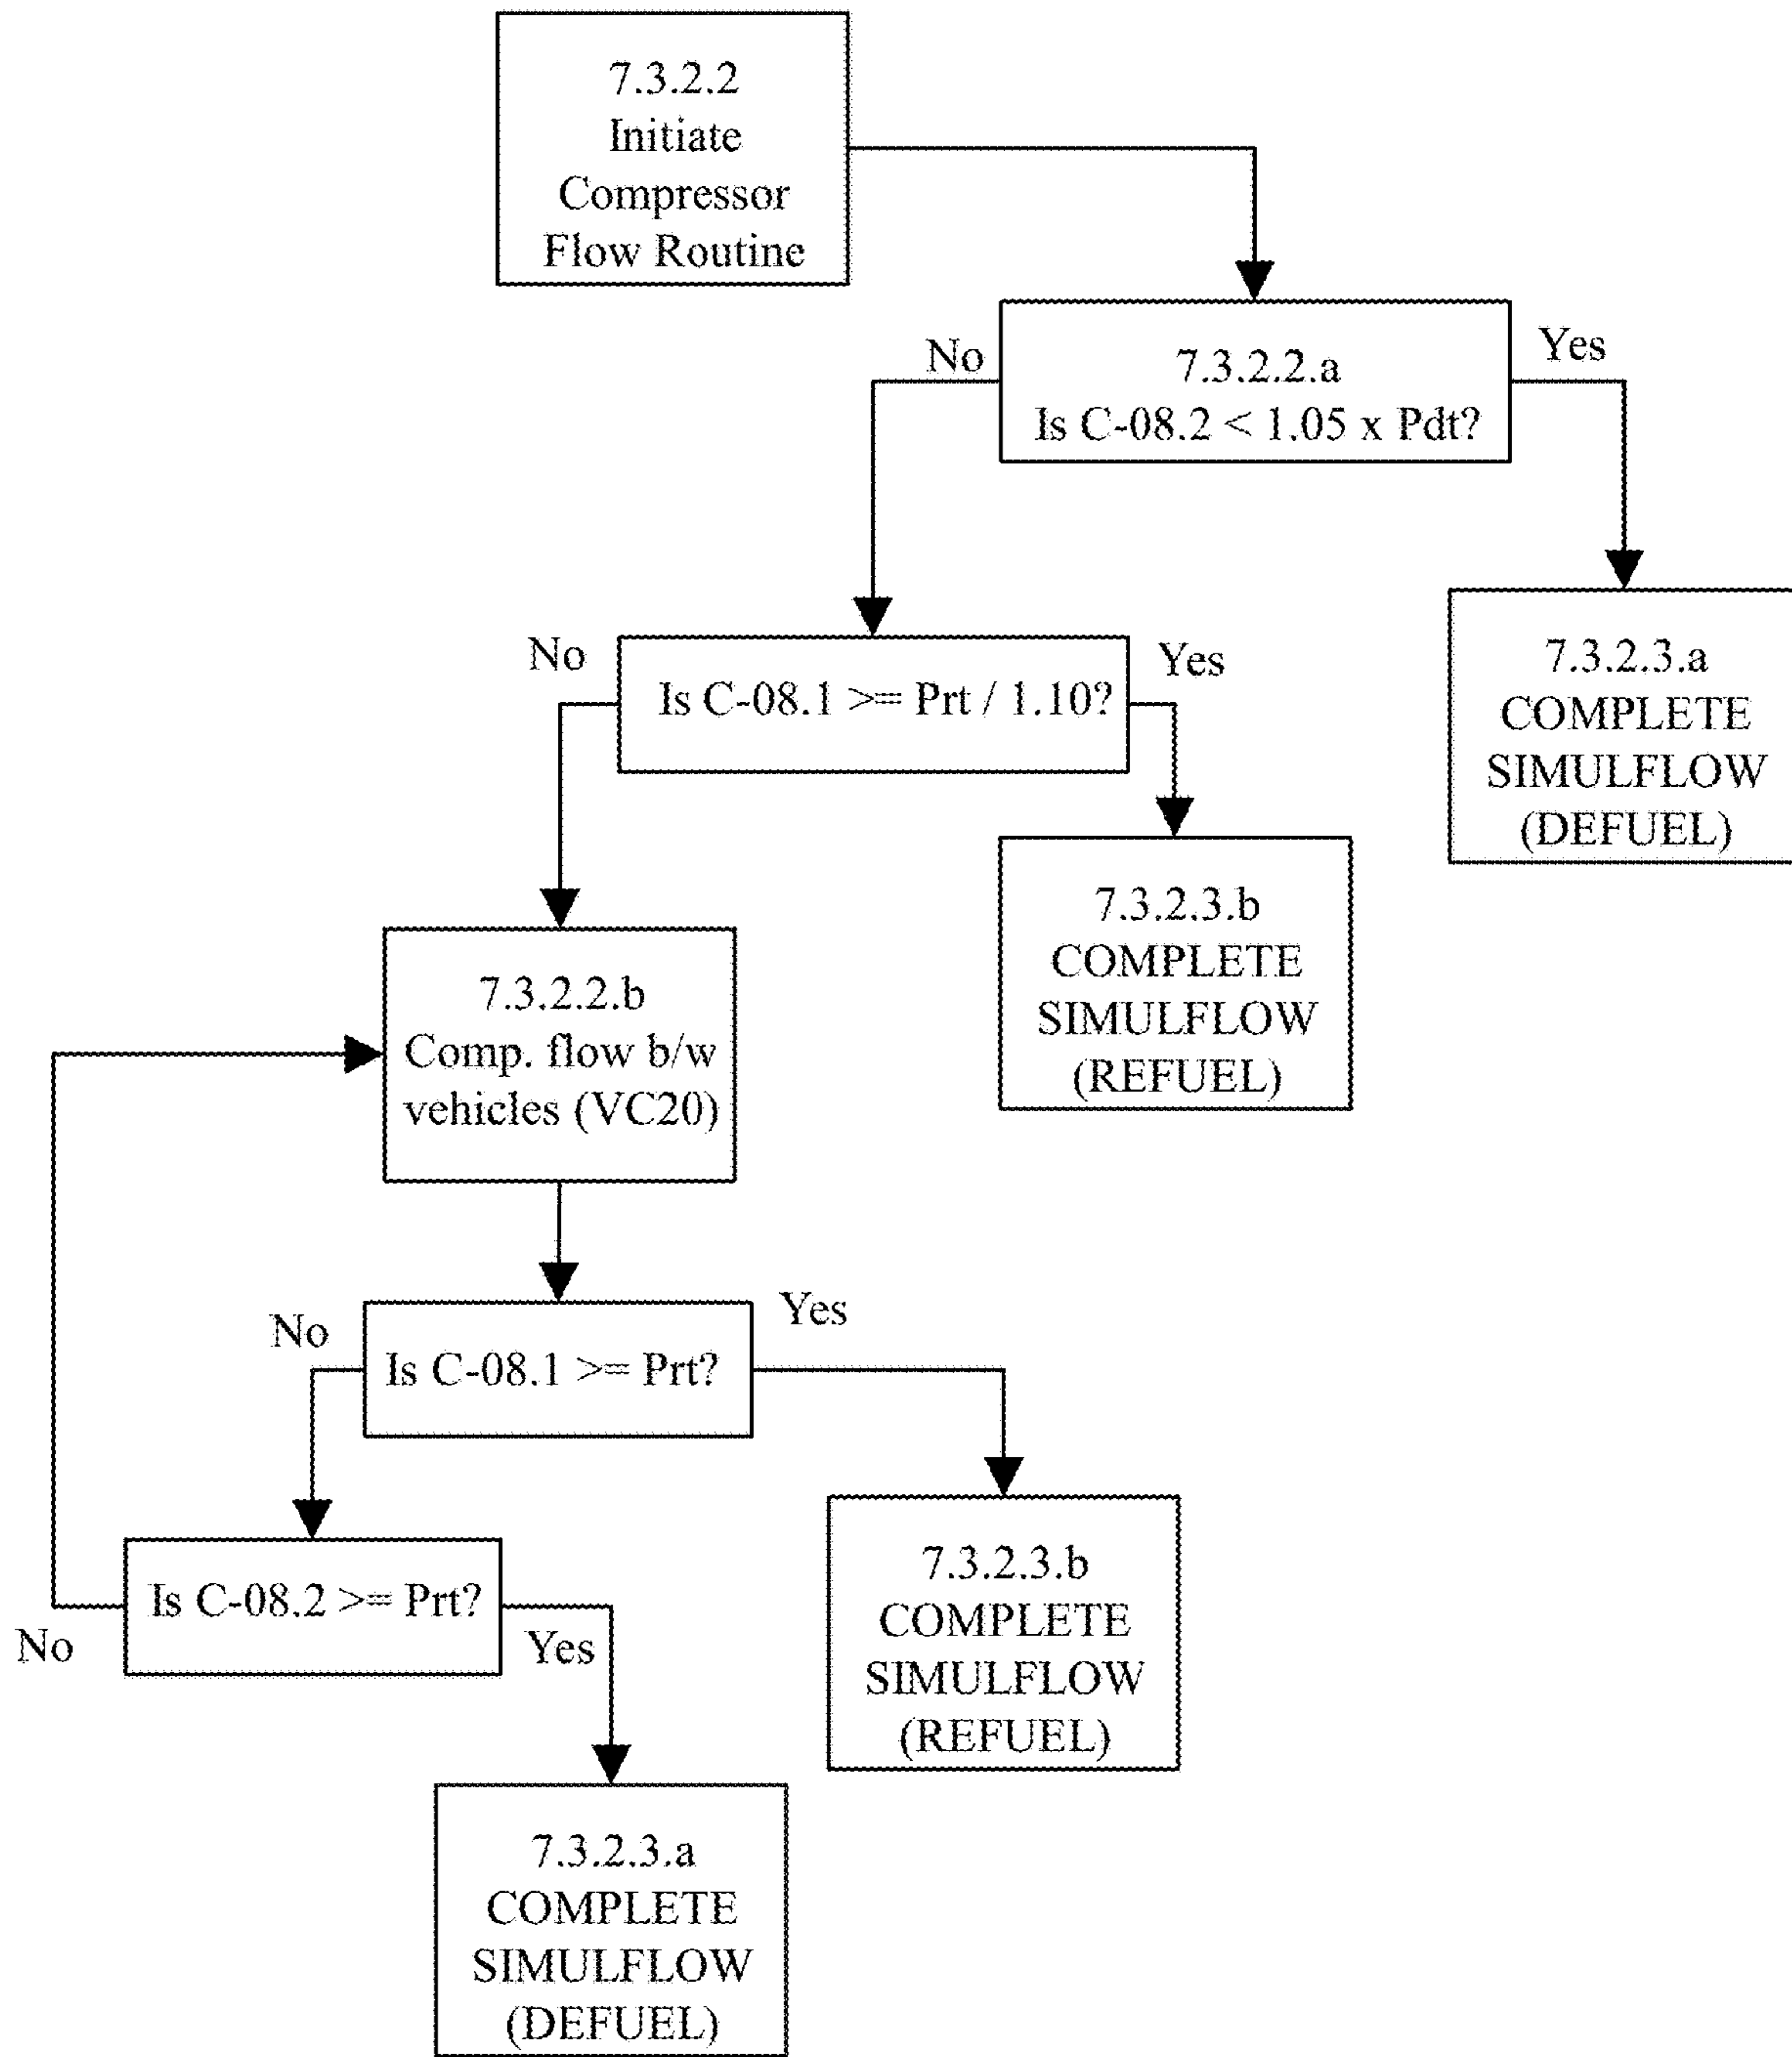 7.3.2.2
Initiate
Compressor
Flow Routine
No
7.3.2.2.a
Is C-08.2 < 1.05 x Pdt?
Yes
No
Is C-08.1 >= Prt / 1.10?
Yes
7.3.2.3.a
COMPLETE
SIMULFLOW
(DEFUEL)
7.3.2.3.b
COMPLETE
SIMULFLOW
(REFUEL)
7.3.2.2.b
Comp. flow b/w
vehicles (VC20)
No
Is C-08.1 >= Prt?
Yes
No
Is C-08.2 >= Prt?
Yes
7.3.2.3.b
COMPLETE
SIMULFLOW
(REFUEL)
7.3.2.3.a
COMPLETE
SIMULFLOW
(DEFUEL)